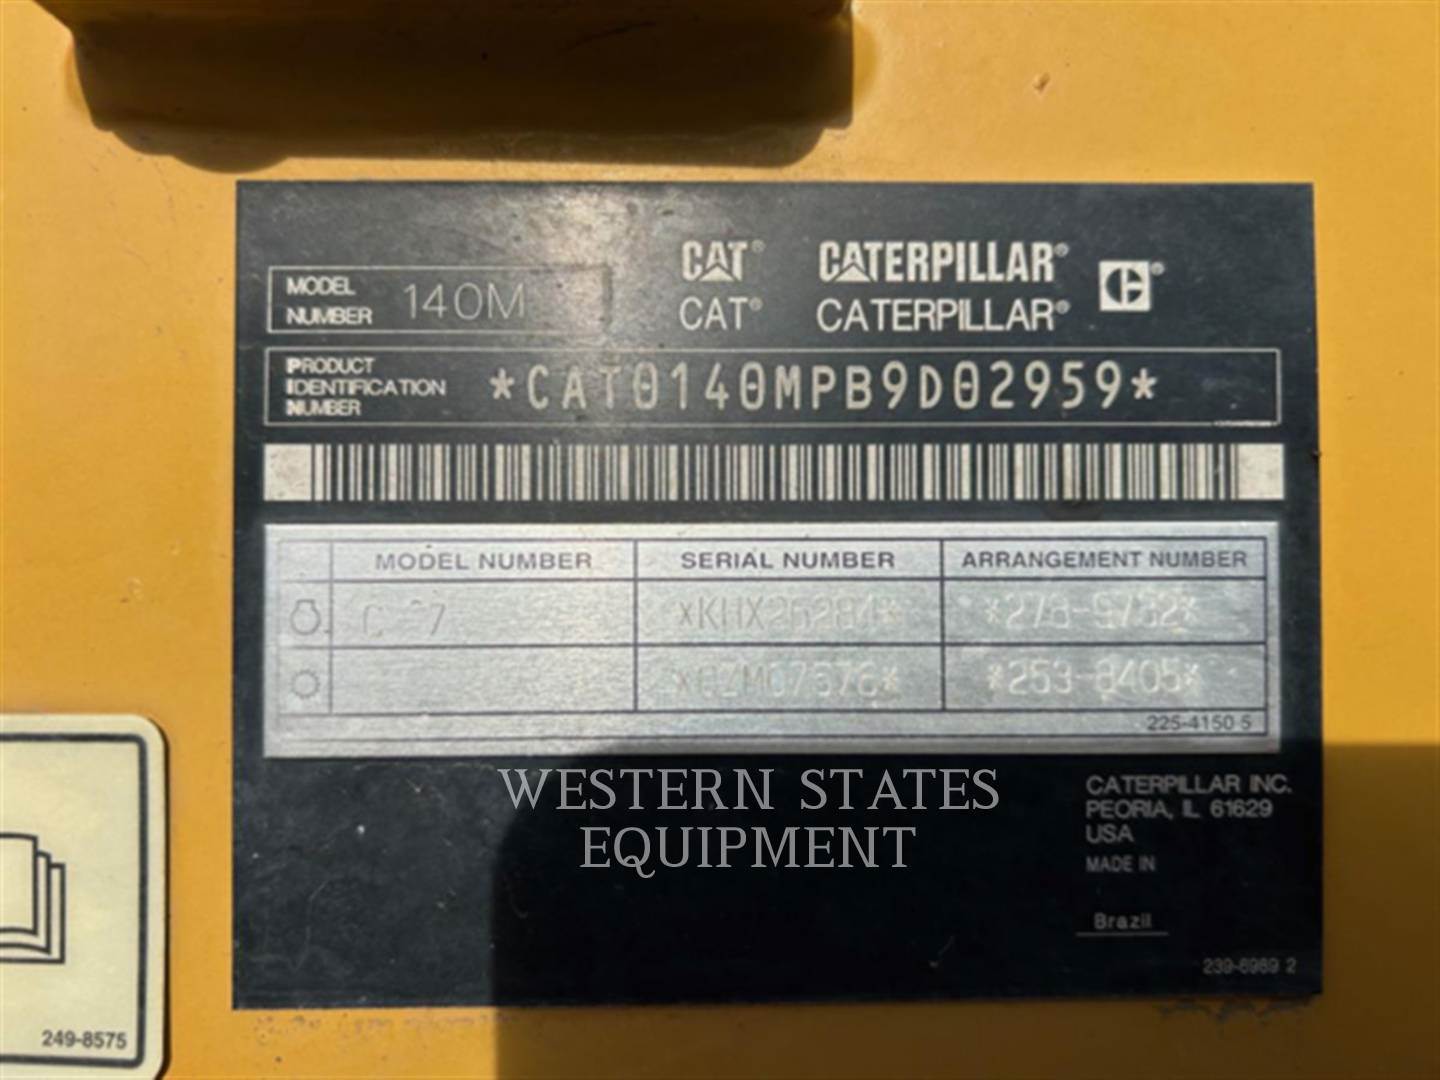 CAT® CATERPILLAR®
CAT® CATERPILLAR®
MODEL
NUMBER 140M
PRODUCT
IDENTIFICATION
NUMBER
*CAT0140MPB9D02959*
MODEL NUMBER SERIAL NUMBER ARRANGEMENT NUMBER
*253-8405*
225-4150 5
WESTERN STATES
EQUIPMENT
CATERPILLAR INC.
PEORIA, IL 61629
USA
MADE IN
Brazil
239-6969 2
249-8575